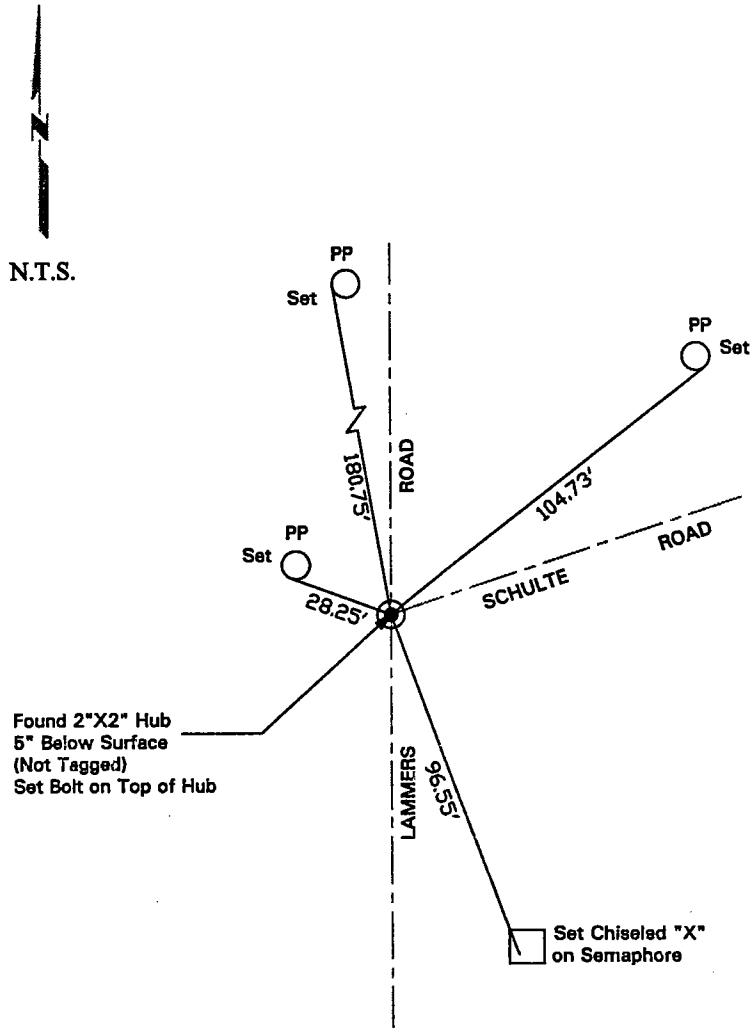 N
N.T.S.
PP
Set
PP
Set
180.75'
ROAD
104.73'
PP
Set
ROAD
SCHULTE
28.25'
Found 2"X2" Hub
5" Below Surface
(Not Tagged)
Set Bolt on Top of Hub
LAMMERS
96.55'
Set Chiseled "X"
on Semaphore